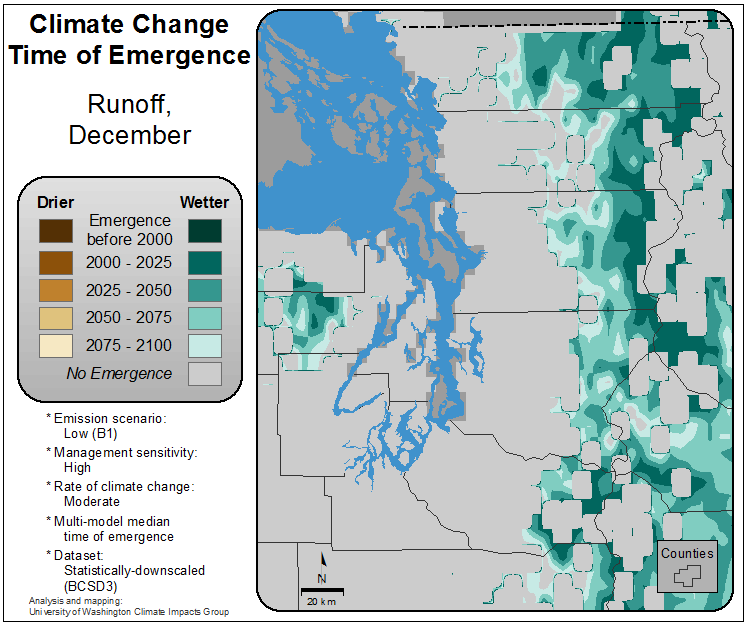 Climate Change
Time of Emergence
Runoff,
December
Drier Wetter
Emergence
before 2000
2000 - 2025
2025 - 2050
2050 - 2075
2075 - 2100
No Emergence
* Emission scenario:
Low (B1)
* Management sensitivity:
High
* Rate of climate change:
Moderate
* Multi-model median
time of emergence
* Dataset:
Statistically-downscaled
(BCSD3)
Analysis and mapping:
University of Washington Climate Impacts Group
N
20 km
Counties